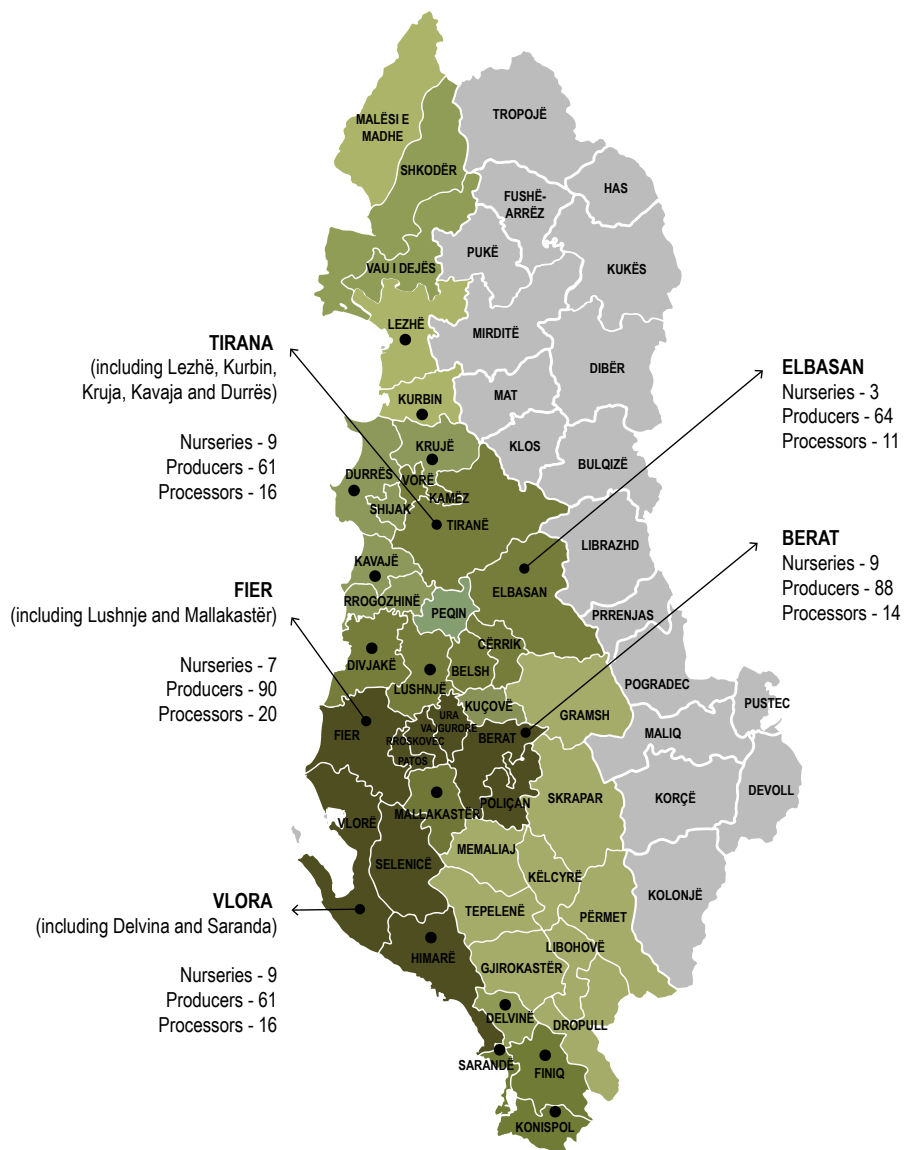 MALËSI E
MADHE
TROPOJË
SHKODËR
HAS
FUSHË-
ARRËZ
PUKË
KUKËS
VAU I DEJËS
LEZHË
MIRDITË
DIBËR
MAT
KURBIN
KLOS
KRUJË
BULQIZË
DURRËS
VORË
KAMËZ
SHIJAK
TIRANË
LIBRAZHD
KAVAJË
ELBASAN
RROGOZHINË
PEQIN
PRRENJAS
CËRRIK
DIVJAKË
BELSH
LUSHNJË
POGRADEC
KUÇOVË
GRAMSH
PUSTEC
URA
VAJGURORE
FIER
RROSKOVEC
BERAT
MALIQ
PATOS
POLIÇAN
SKRAPAR
KORÇË
DEVOLL
MALLAKASTËR
VLORË
MEMALIAJ
SELENICË
KËLCYRË
KOLONJË
TEPELENË
PËRMET
HIMARË
LIBOHOVË
GJIROKASTËR
DELVINË
DROPULL
SARANDË
FINIQ
KONISPOL
TIRANA
(including Lezhë, Kurbin,
Kruja, Kavaja and Durrës)
Nurseries - 9
Producers - 61
Processors - 16
FIER
(including Lushnje and Mallakastër)
Nurseries - 7
Producers - 90
Processors - 20
VLORA
(including Delvina and Saranda)
Nurseries - 9
Producers - 61
Processors - 16
ELBASAN
Nurseries - 3
Producers - 64
Processors - 11
BERAT
Nurseries - 9
Producers - 88
Processors - 14